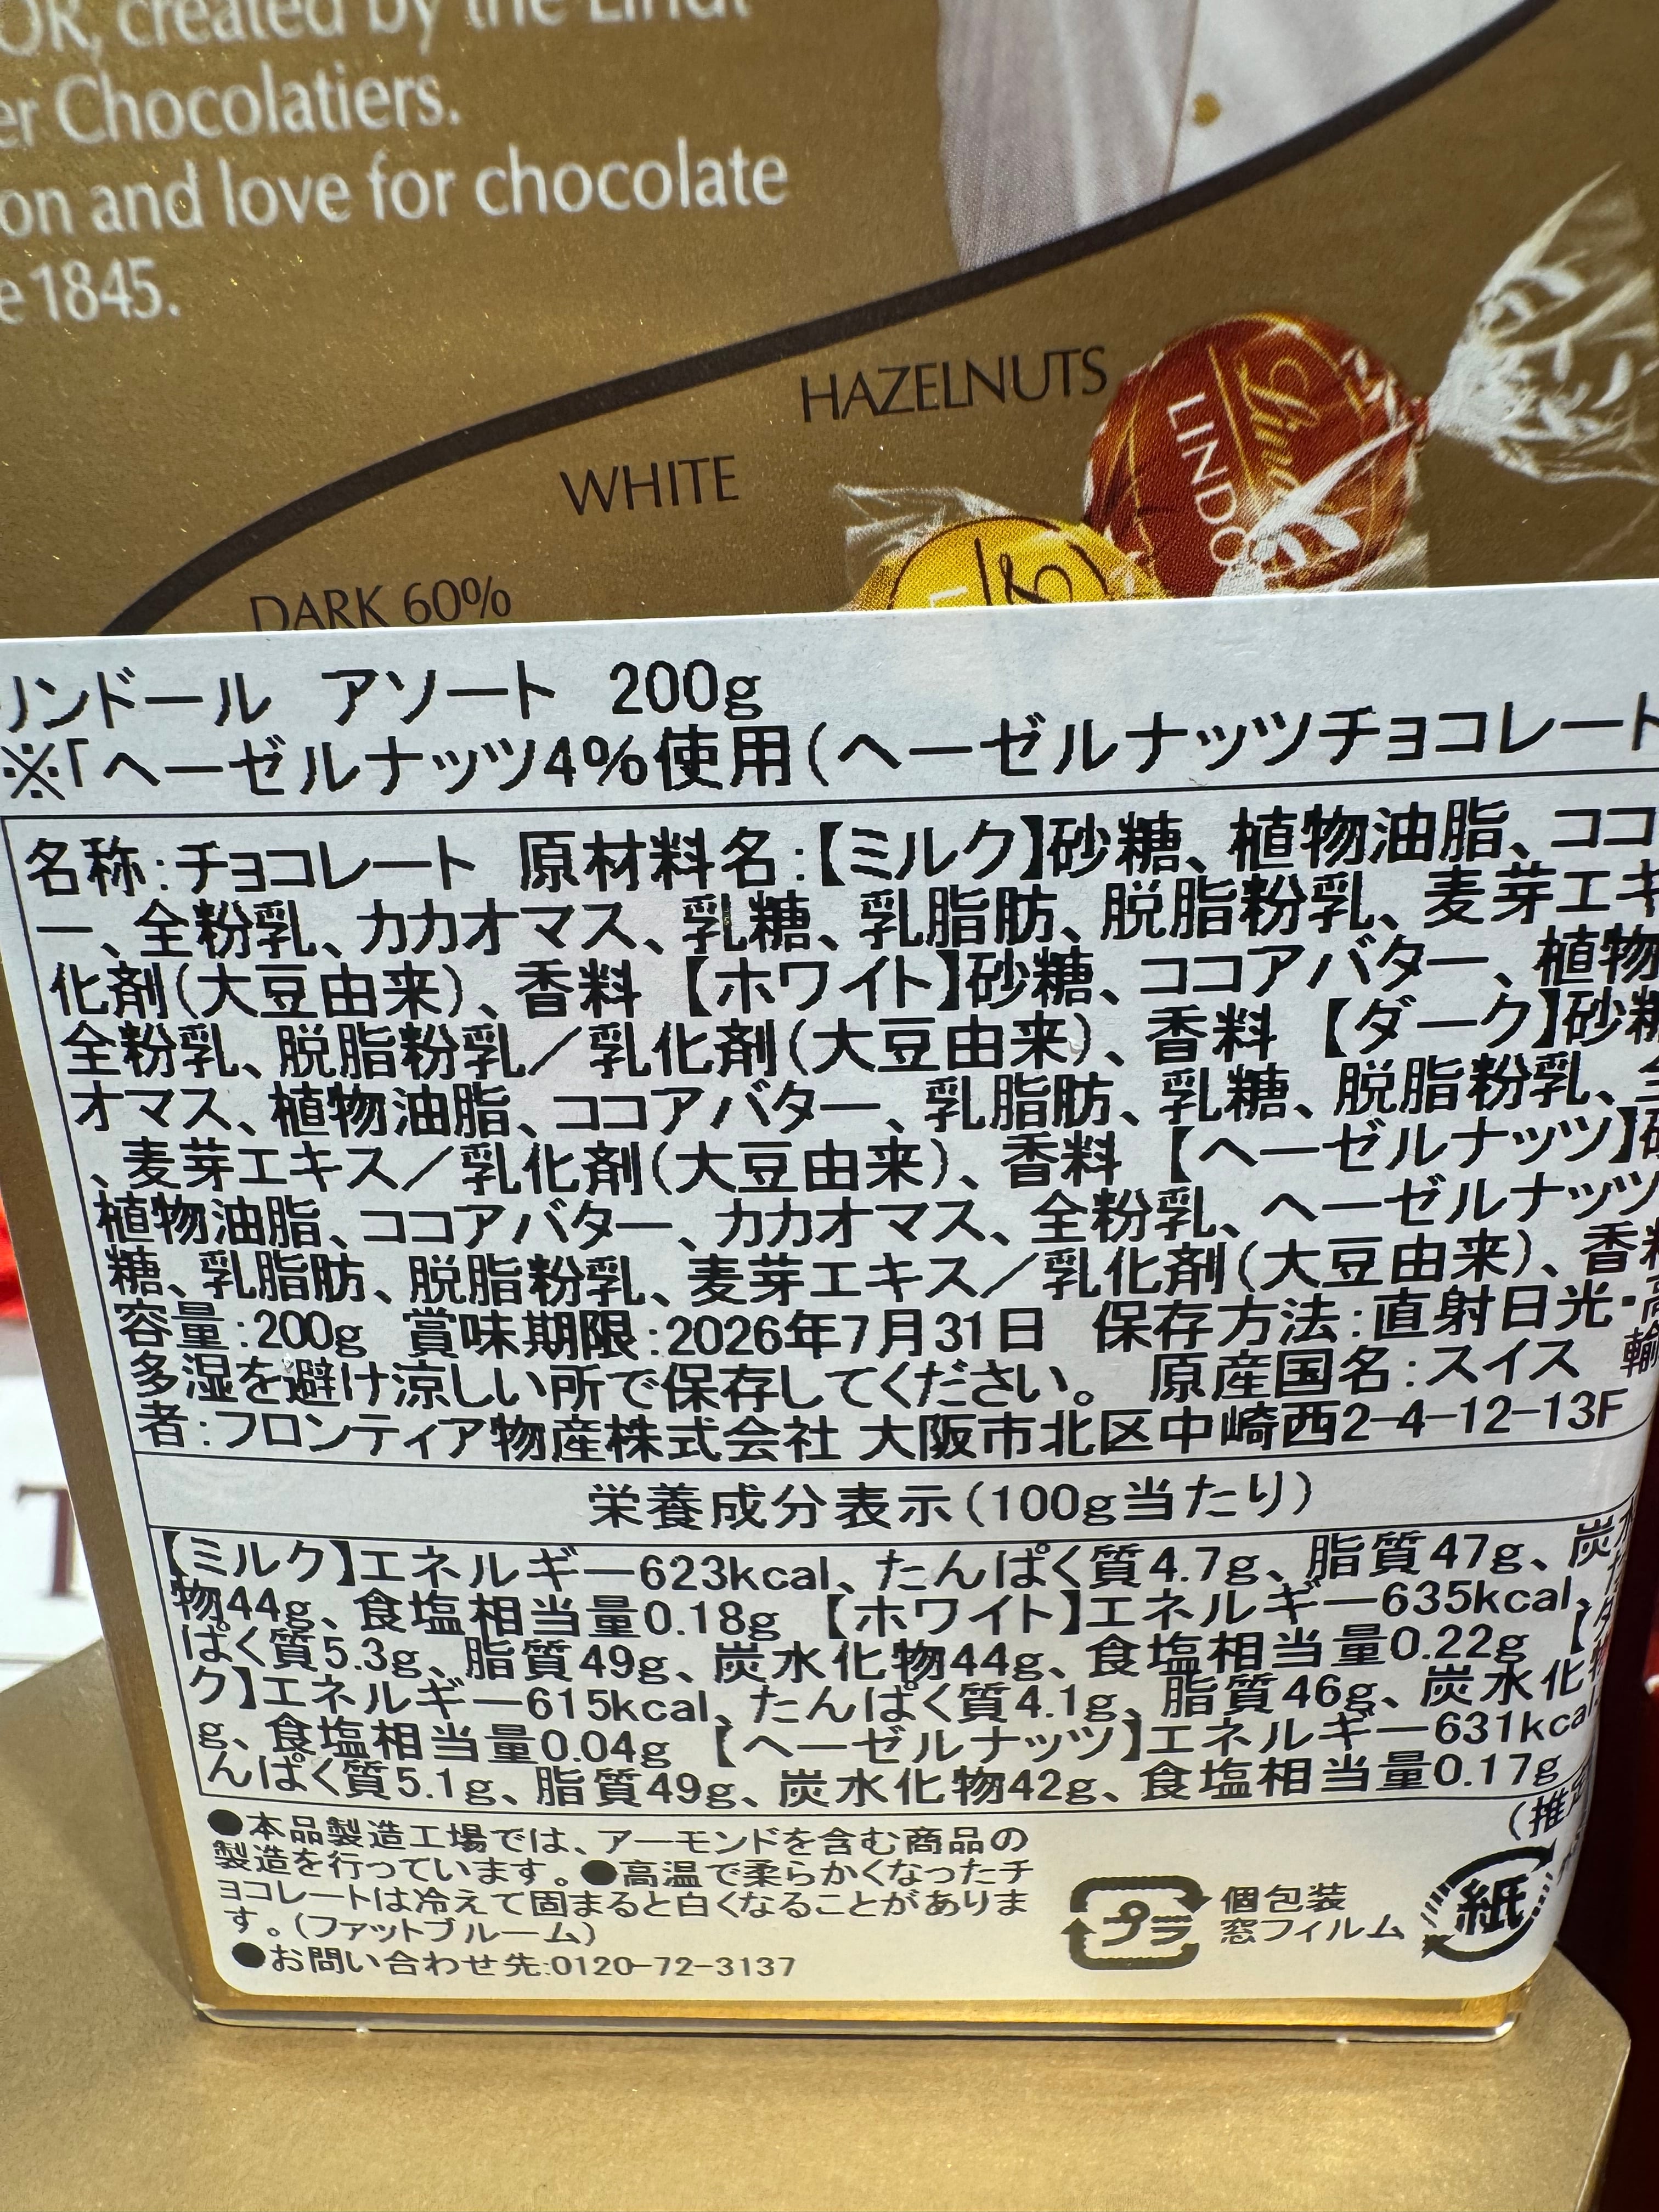 OR, created by the Lindt
er Chocolatiers.
on and love for chocolate
e 1845.
HAZELNUTS
WHITE
DARK 60%
Lindt
LINDO
リンドール アソート 200g
※「ヘーゼルナッツ4%使用(ヘーゼルナッツチョコレート
名称:チョコレート 原材料名:【ミルク】砂糖、植物油脂、ココ
ー、全粉乳、カカオマス、乳糖、乳脂肪、脱脂粉乳、麦芽エキ
化剤(大豆由来)、香料 【ホワイト】砂糖、ココアバター、植物
全粉乳、脱脂粉乳/乳化剤(大豆由来)、香料 【ダーク】砂糖
オマス、植物油脂、ココアバター、乳脂肪、乳糖、脱脂粉乳、全
、麦芽エキス/乳化剤(大豆由来)、香料 【ヘーゼルナッツ】砂
植物油脂、ココアバター、カカオマス、全粉乳、ヘーゼルナッツ
糖、乳脂肪、脱脂粉乳、麦芽エキス/乳化剤(大豆由来)、香料
容量:200g 賞味期限:2026年7月31日 保存方法:直射日光・高
多湿を避け涼しい所で保存してください。 原産国名:スイス 輸
者:フロンティア物産株式会社 大阪市北区中崎西2-4-12-13F
栄養成分表示(100g当たり)
【ミルク】エネルギー623kcal、たんぱく質4.7g、脂質47g、炭水
物44g、食塩相当量0.18g 【ホワイト】エネルギー635kcal、た
ぱく質5.3g、脂質49g、炭水化物44g、食塩相当量0.22g 【ダ
ク】エネルギー615kcal、たんぱく質4.1g、脂質46g、炭水化物
g、食塩相当量0.04g 【ヘーゼルナッツ】エネルギー631kcal
んぱく質5.1g、脂質49g、炭水化物42g、食塩相当量0.17g
(推定
●本品製造工場では、アーモンドを含む商品の
製造を行っています。●高温で柔らかくなったチ
ョコレートは冷えて固まると白くなることがありま
す。(ファットブルーム)
●お問い合わせ先:0120-72-3137
プラ
個包装
窓フィルム
紙